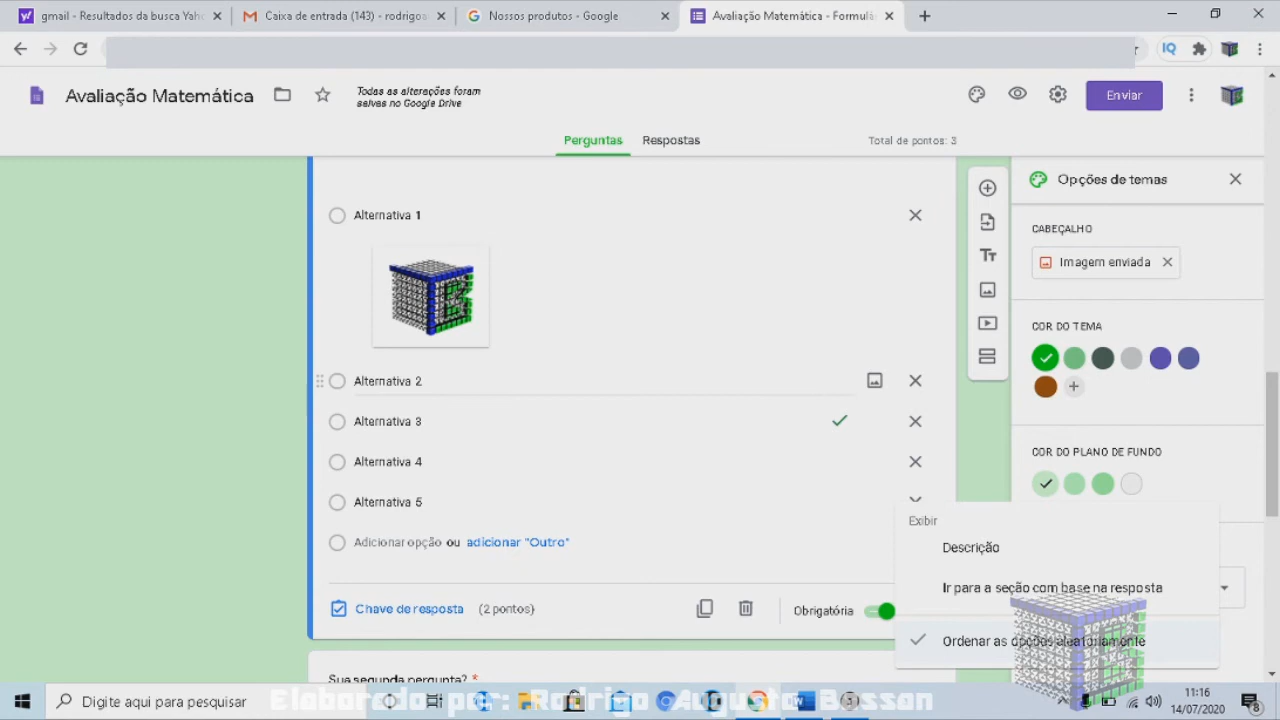 gmail - Resultados da busca Yah
Caixa de entrada (143) - rodrigo
Nossos produtos - Google
Avaliação Matemática - Formulá
IQ
Avaliação Matemática
Todas as alterações foram
salvas no Google Drive
Enviar
Perguntas
Respostas
Total de pontos: 3
Alternativa 1
Alternativa 2
Alternativa 3
Alternativa 4
Alternativa 5
Adicionar opção ou adicionar "Outro"
Chave de resposta (2 pontos)
Obrigatória
Sua segunda pergunta? *
Opções de temas
CABEÇALHO
Imagem enviada
COR DO TEMA
COR DO PLANO DE FUNDO
Exibir
Descrição
Ir para a seção com base na resposta
Ordenar as opções aleatoriamente
Digite aqui para pesquisar
Elaborado por: Rodrigo Augusto Bossan
11:16
14/07/2020
8